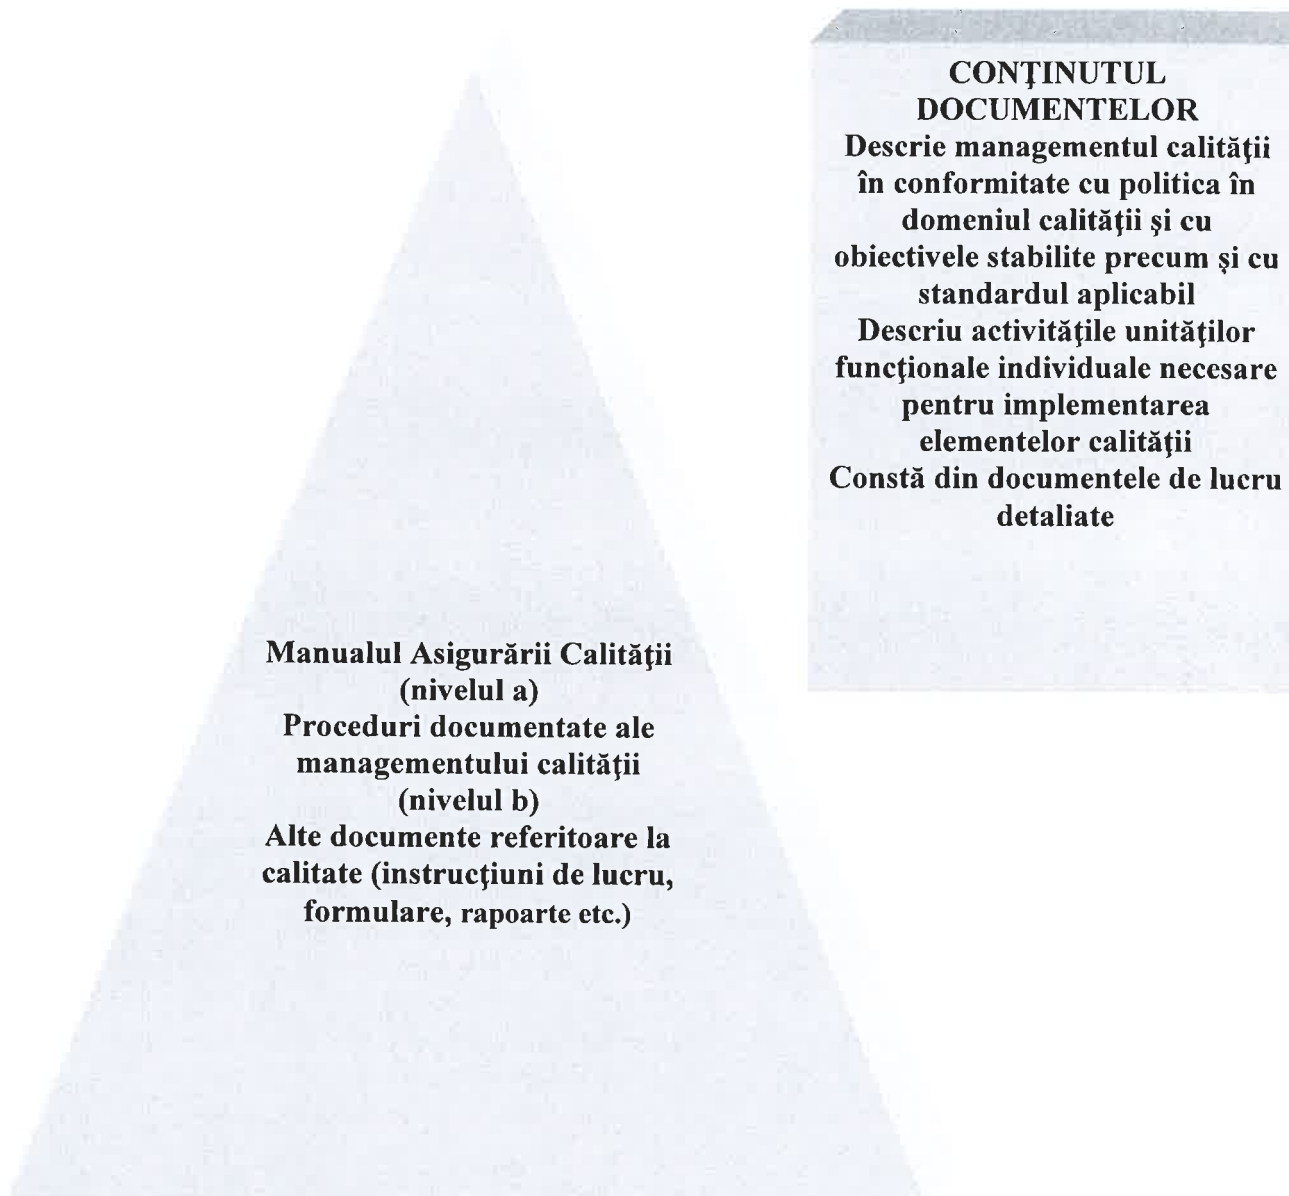 CONŢINUTUL
DOCUMENTELOR
Descrie managementul calităţii
în conformitate cu politica în
domeniul calităţii şi cu
obiectivele stabilite precum şi cu
standardul aplicabil
Descriu activităţile unităţilor
funcţionale individuale necesare
pentru implementarea
elementelor calităţii
Constă din documentele de lucru
detaliate
Manualul Asigurării Calităţii
(nivelul a)
Proceduri documentate ale
managementului calităţii
(nivelul b)
Alte documente referitoare la
calitate (instrucţiuni de lucru,
formulare, rapoarte etc.)